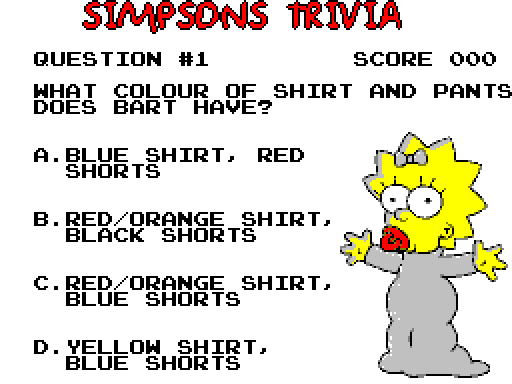 SIMPSONS TRIVIA
QUESTION #1 SCORE 000
WHAT COLOUR OF SHIRT AND PANTS
DOES BART HAVE?
A.BLUE SHIRT, RED
SHORTS
B.RED/ORANGE SHIRT,
BLACK SHORTS
C.RED/ORANGE SHIRT,
BLUE SHORTS
D.YELLOW SHIRT,
BLUE SHORTS